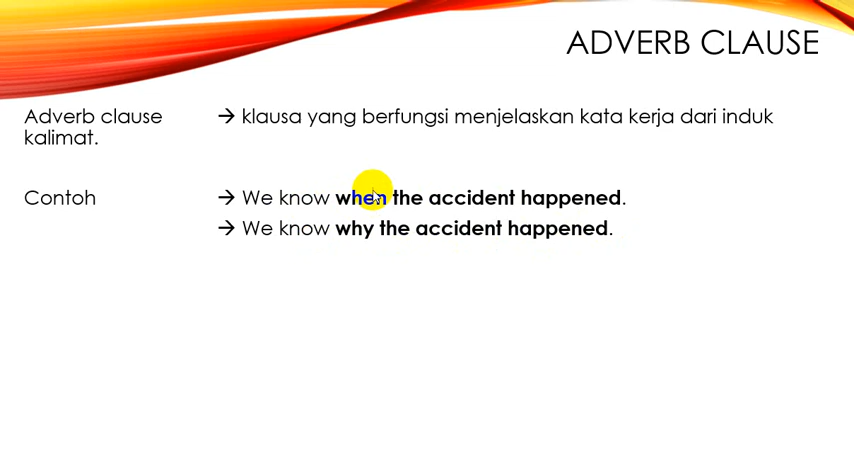 ADVERB CLAUSE
Adverb clause → klausa yang berfungsi menjelaskan kata kerja dari induk
kalimat.
Contoh → We know when the accident happened.
→ We know why the accident happened.